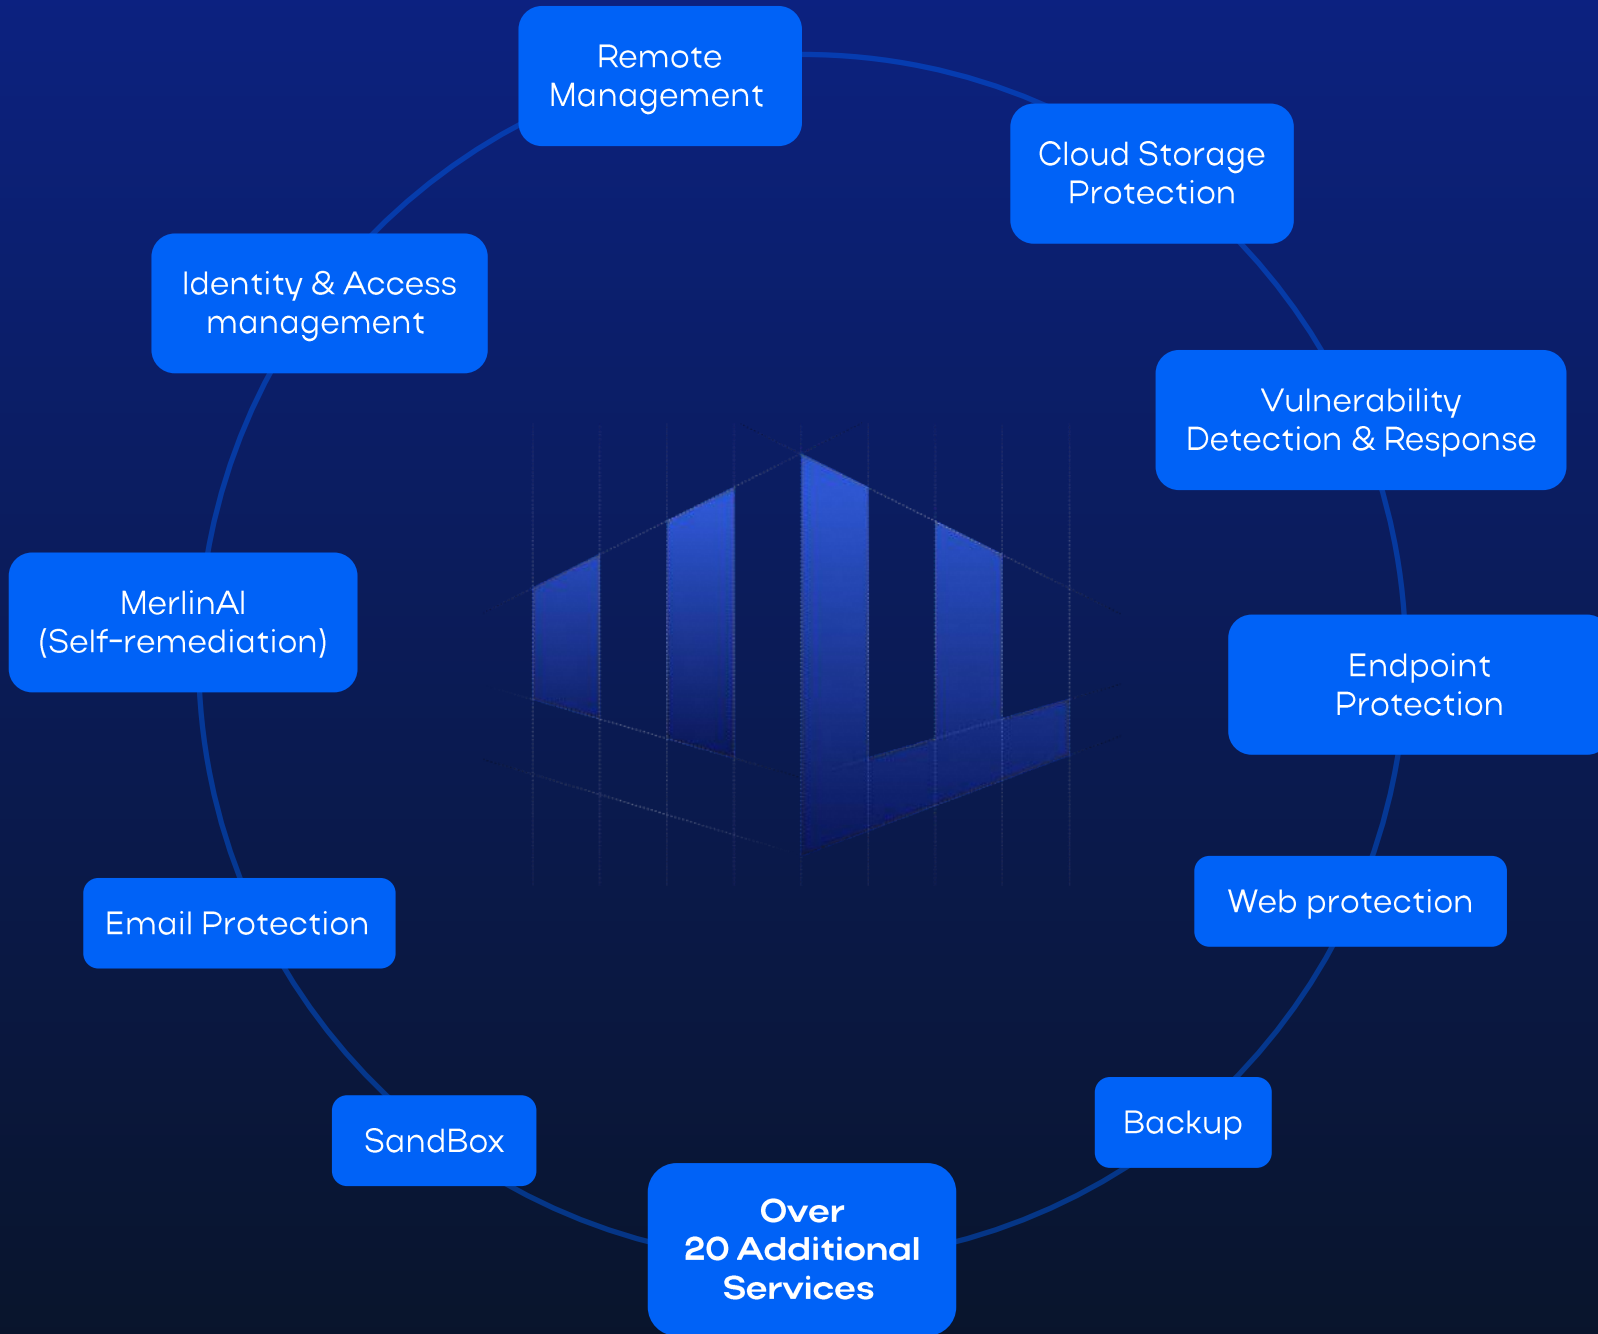 Remote
Management
Cloud Storage
Protection
Identity & Access
management
Vulnerability
Detection & Response
MerlinAI
(Self-remediation)
Endpoint
Protection
Email Protection
Web protection
SandBox
Backup
Over
20 Additional
Services